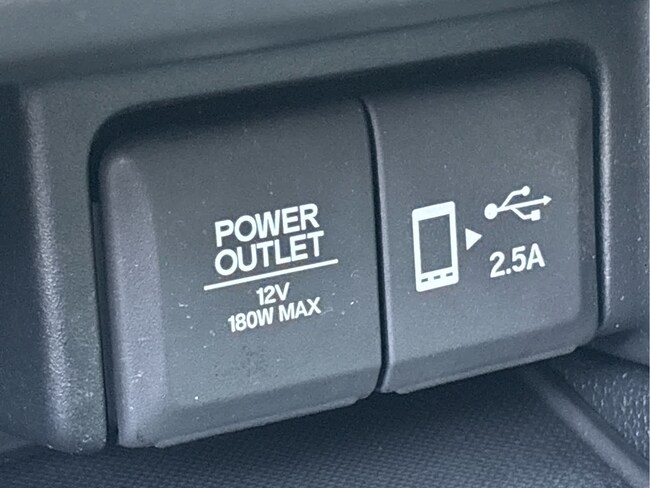 POWER
OUTLET
12V
180W MAX
2.5A